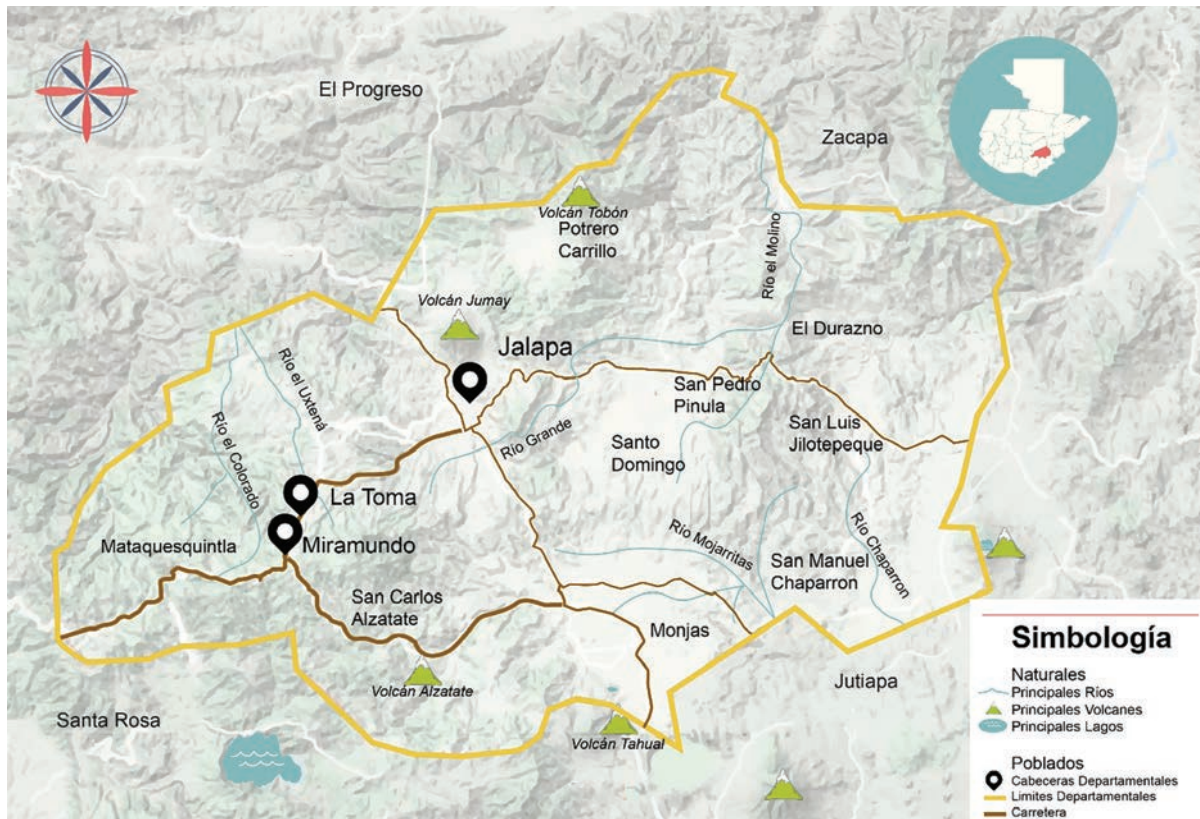 El Progreso
Zacapa
Volcán Tobón
Potrero
Carrillo
Río el Molino
Volcán Jumay
El Durazno
Jalapa
Río el Uxtená
San Pedro
Pinula
Río el Colorado
Río Grande
San Luis
Jilotepeque
Santo
Domingo
La Toma
Río Mojarritas
Río Chaparron
Mataquesquintla
Miramundo
San Manuel
Chaparron
San Carlos
Alzatate
Monjas
Jutiapa
Volcán Alzatate
Santa Rosa
Volcán Tahual
Simbología
Naturales
Principales Ríos
Principales Volcanes
Principales Lagos
Poblados
Cabeceras Departamentales
Limites Departamentales
Carretera